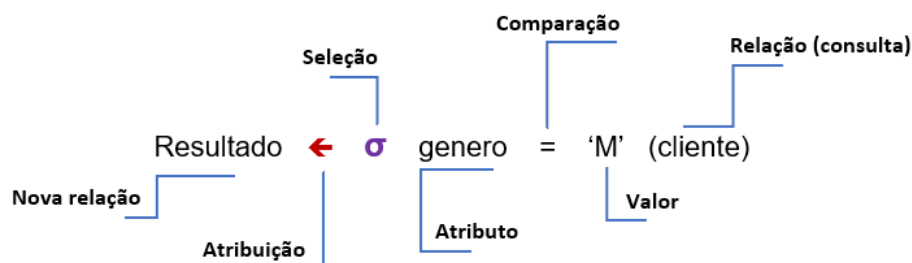 Comparação
Relação (consulta)
Seleção
Resultado ← σ genero = ‘M’ (cliente)
Nova relação
Valor
Atributo
Atribuição